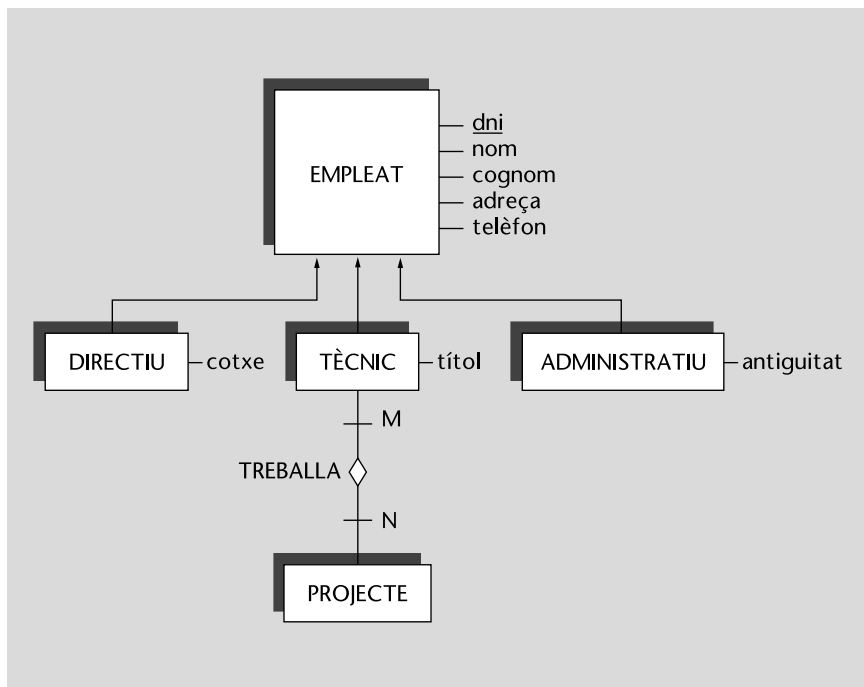 dni
nom
EMPLEAT
cognom
adreça
telèfon
DIRECTIU
cotxe
TÈCNIC
títol
ADMINISTRATIU
antiguitat
M
TREBALLA
N
PROJECTE